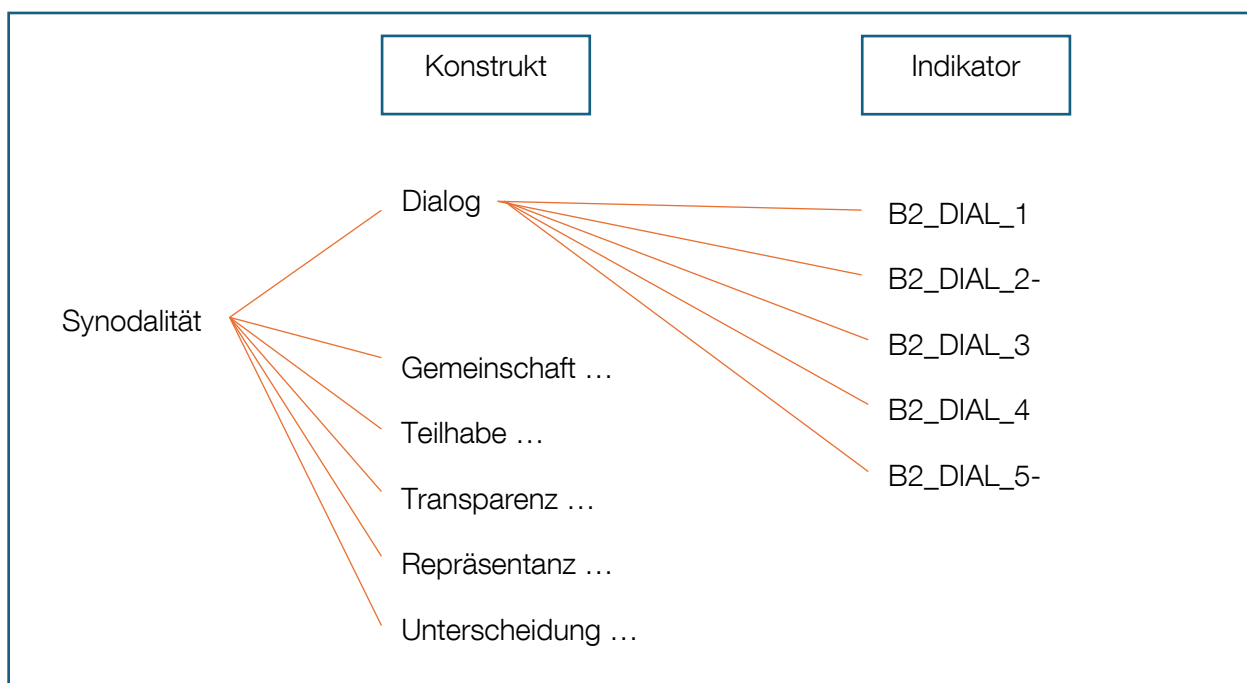 Konstrukt
Indikator
Synodalität
Dialog
Gemeinschaft …
Teilhabe …
Transparenz …
Repräsentanz …
Unterscheidung …
B2_DIAL_1
B2_DIAL_2-
B2_DIAL_3
B2_DIAL_4
B2_DIAL_5-